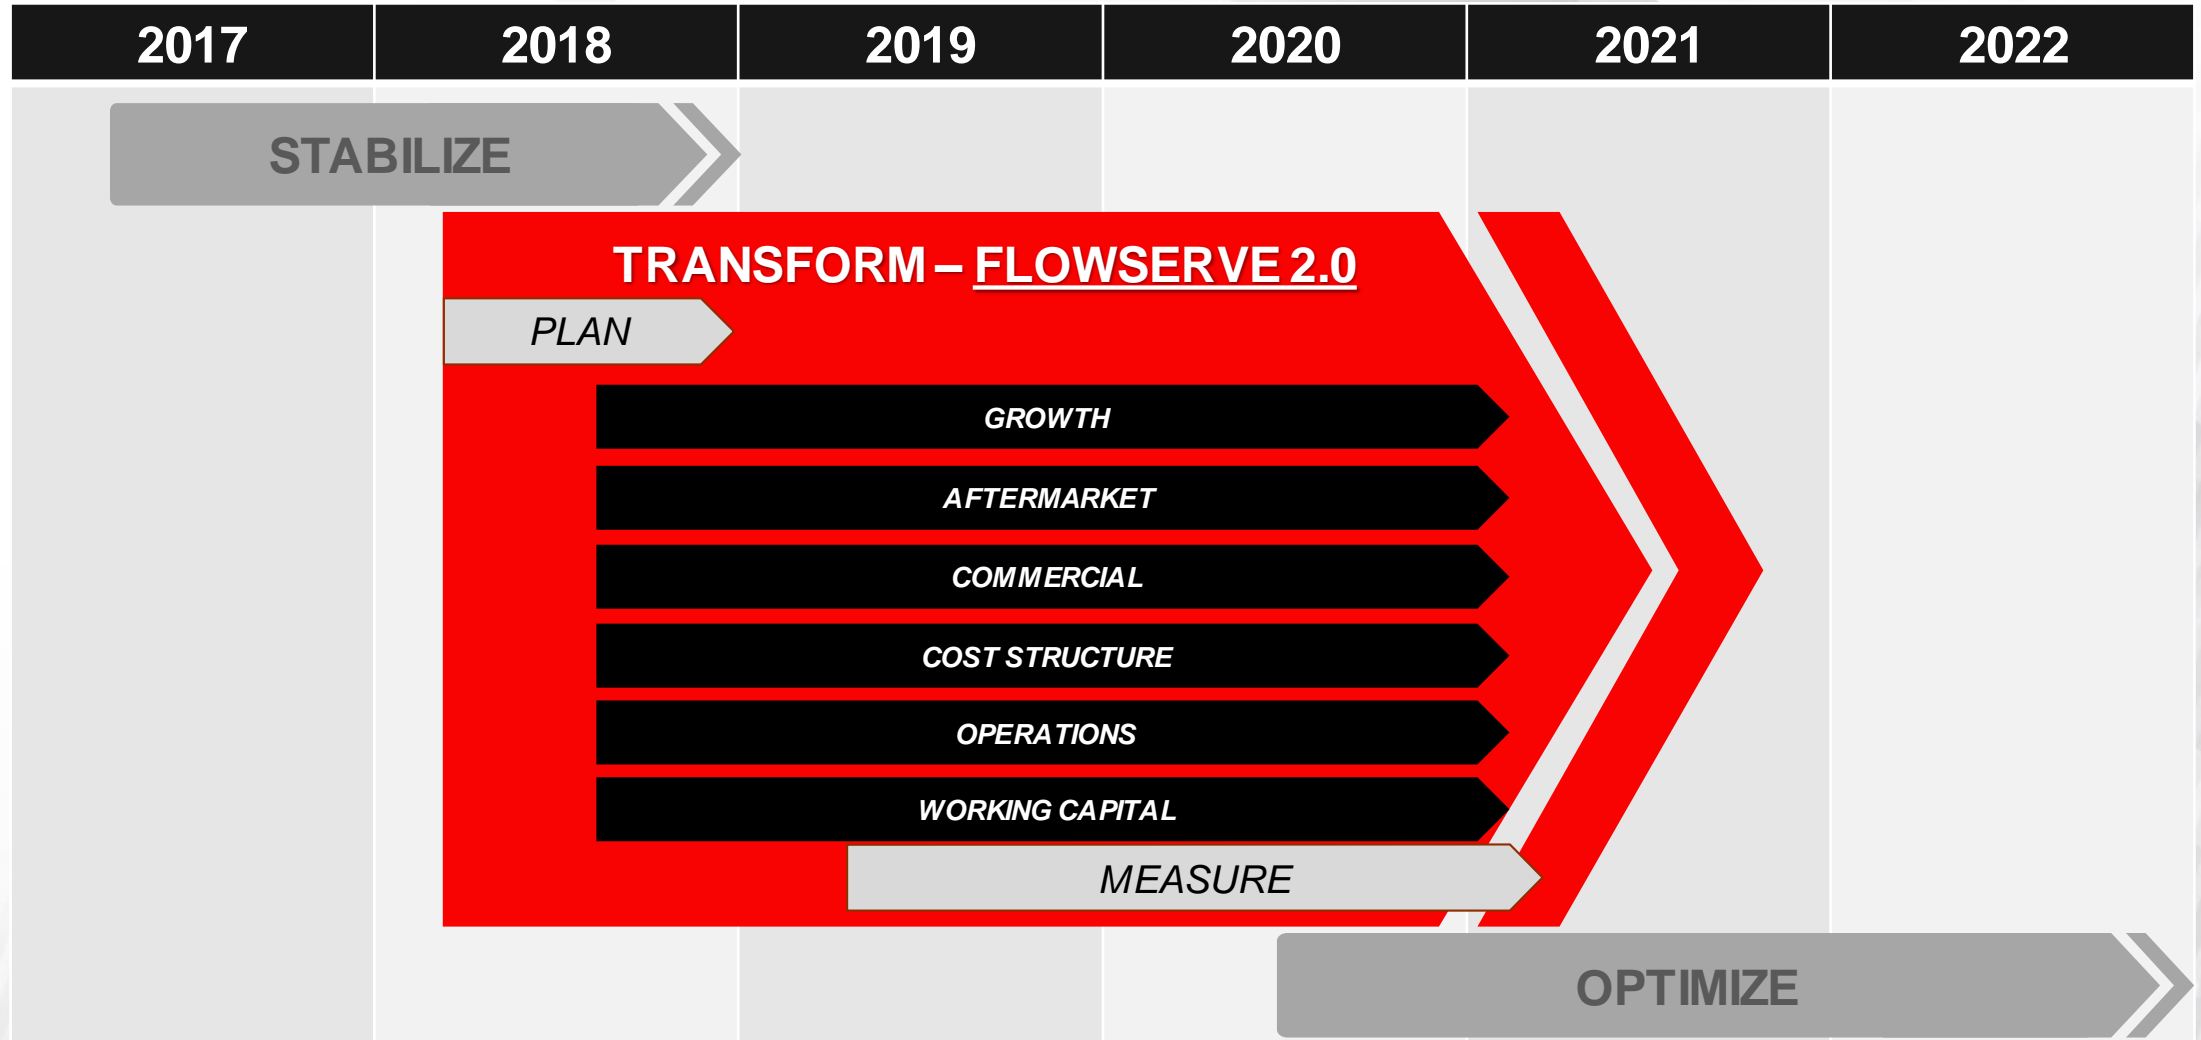 2017 2018 2019 2020 2021 2022
STABILIZE
TRANSFORM – FLOWSERVE 2.0
PLAN
GROWTH
AFTERMARKET
COMMERCIAL
COST STRUCTURE
OPERATIONS
WORKING CAPITAL
MEASURE
OPTIMIZE